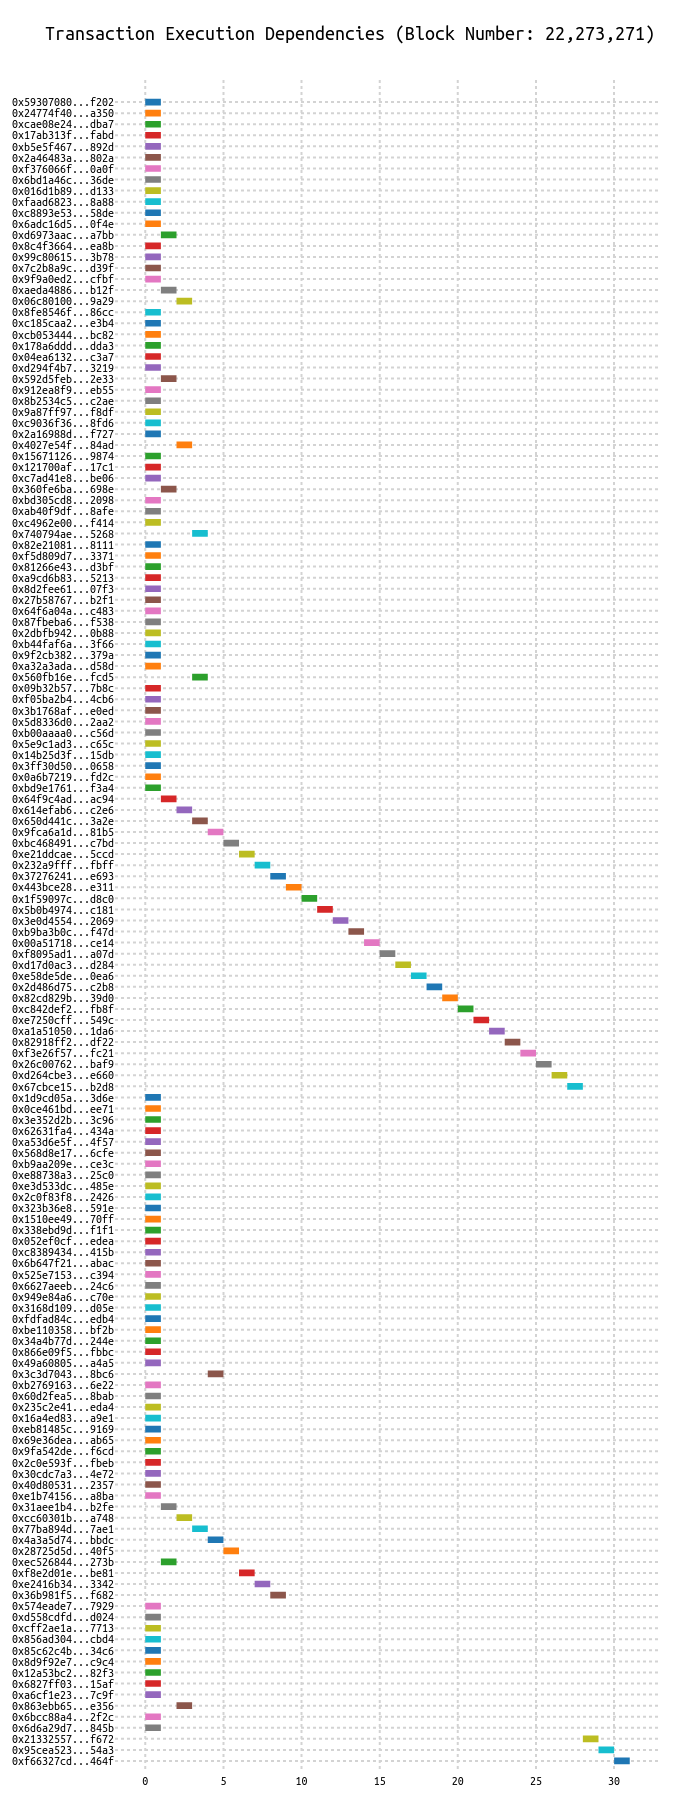 Transaction Execution Dependencies (Block Number: 22,273,271)
0x59307080...f202
0x24774f40...a350
0xcae08e24...dba7
0x17ab313f...fabd
0xb5e5f467...892d
0x2a46483a...802a
0xf376066f...0a0f
0x6bd1a46c...36de
0x016d1b89...d133
0xfaad6823...8a88
0xc8893e53...58de
0x6adc16d5...0f4e
0xd6973aac...a7bb
0x8c4f3664...ea8b
0x99c80615...3b78
0x7c2b8a9c...d39f
0x9f9a0ed2...cfbf
0xaeda4886...b12f
0x06c80100...9a29
0x8fe8546f...86cc
0xc185caa2...e3b4
0xcb053444...bc82
0x178a6ddd...dda3
0x04ea6132...c3a7
0xd294f4b7...3219
0x592d5feb...2e33
0x912ea8f9...eb55
0x8b2534c5...c2ae
0x9a87ff97...f8df
0xc9036f36...8fd6
0x2a16988d...f727
0x4027e54f...84ad
0x15671126...9874
0x121700af...17c1
0xc7ad41e8...be06
0x360fe6ba...698e
0xbd305cd8...2098
0xab40f9df...8afe
0xc4962e00...f414
0x740794ae...5268
0x82e21081...8111
0xf5d809d7...3371
0x81266e43...d3bf
0xa9cd6b83...5213
0x8d2fee61...07f3
0x27b58767...b2f1
0x64f6a04a...c483
0x87fbeba6...f538
0x2dbfb942...0b88
0xb44faf6a...3f66
0x9f2cb382...379a
0xa32a3ada...d58d
0x560fb16e...fcd5
0x09b32b57...7b8c
0xf05ba2b4...4cb6
0x3b1768af...e0ed
0x5d8336d0...2aa2
0xb00aaaa0...c56d
0x5e9c1ad3...c65c
0x14b25d3f...15db
0x3ff30d50...0658
0x0a6b7219...fd2c
0xbd9e1761...f3a4
0x64f9c4ad...ac94
0x614efab6...c2e6
0x650d441c...3a2e
0x9fca6a1d...81b5
0xbc468491...c7bd
0xe21ddcae...5ccd
0x232a9fff...fbff
0x37276241...e693
0x443bce28...e311
0x1f59097c...d8c0
0x5b0b4974...c181
0x3e0d4554...2069
0xb9ba3b0c...f47d
0x00a51718...ce14
0xf8095ad1...a07d
0xd17d0ac3...d284
0xe58de5de...0ea6
0x2d486d75...c2b8
0x82cd829b...39d0
0xc842def2...fb8f
0xe7250cff...549c
0xa1a51050...1da6
0x82918ff2...df22
0xf3e26f57...fc21
0x26c00762...baf9
0xd264cbe3...e660
0x67cbce15...b2d8
0x1d9cd05a...3d6e
0x0ce461bd...ee71
0x3e352d2b...3c96
0x62631fa4...434a
0xa53d6e5f...4f57
0x568d8e17...6cfe
0xb9aa209e...ce3c
0xe88738a3...25c0
0xe3d533dc...485e
0x2c0f83f8...2426
0x323b36e8...591e
0x1510ee49...70ff
0x338ebd9d...f1f1
0x052ef0cf...edea
0xc8389434...415b
0x6b647f21...abac
0x525e7153...c394
0x6627aeeb...24c6
0x949e84a6...c70e
0x3168d109...d05e
0xfdfad84c...edb4
0xbe110358...bf2b
0x34a4b77d...244e
0x866e09f5...fbbc
0x49a60805...a4a5
0x3c3d7043...8bc6
0xb2769163...6e22
0x60d2fea5...8bab
0x235c2e41...eda4
0x16a4ed83...a9e1
0xeb81485c...9169
0x69e36dea...ab65
0x9fa542de...f6cd
0x2c0e593f...fbeb
0x30cdc7a3...4e72
0x40d80531...2357
0xe1b74156...a8ba
0x31aee1b4...b2fe
0xcc60301b...a748
0x77ba894d...7ae1
0x4a3a5d74...bbdc
0x28725d5d...40f5
0xec526844...273b
0xf8e2d01e...be81
0xe2416b34...3342
0x36b981f5...f682
0x574eade7...7929
0xd558cdfd...d024
0xcff2ae1a...7713
0x856ad304...cbd4
0x85c62c4b...34c6
0x8d9f92e7...c9c4
0x12a53bc2...82f3
0x6827ff03...15af
0xa6cf1e23...7c9f
0x863ebb65...e356
0x6bcc88a4...2f2c
0x6d6a29d7...845b
0x21332557...f672
0x95cea523...54a3
0xf66327cd...464f
0 5 10 15 20 25 30